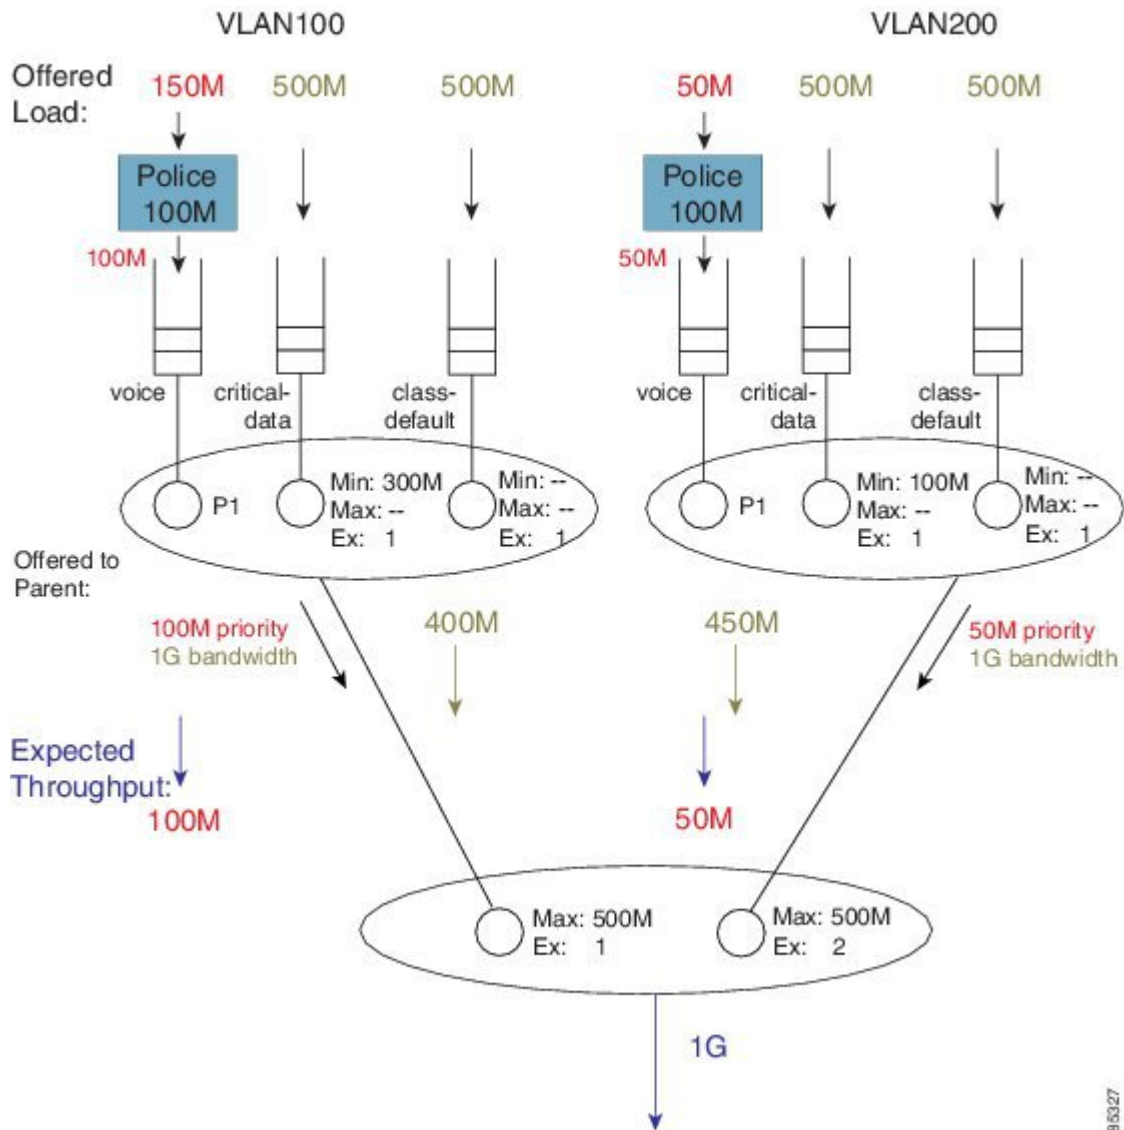 VLAN100
VLAN200
Offered
Load:
150M
500M
500M
50M
500M
500M
Police
100M
Police
100M
100M
50M
voice
critical-
data
class-
default
voice
critical-
data
class-
default
P1
Min: 300M
Max: --
Ex: 1
Min: --
Max: --
Ex: 1
P1
Min: 100M
Max: --
Ex: 1
Min: --
Max: --
Ex: 1
Offered to
Parent:
100M priority
1G bandwidth
400M
450M
50M priority
1G bandwidth
Expected
Throughput:
100M
50M
Max: 500M
Ex: 1
Max: 500M
Ex: 2
1G